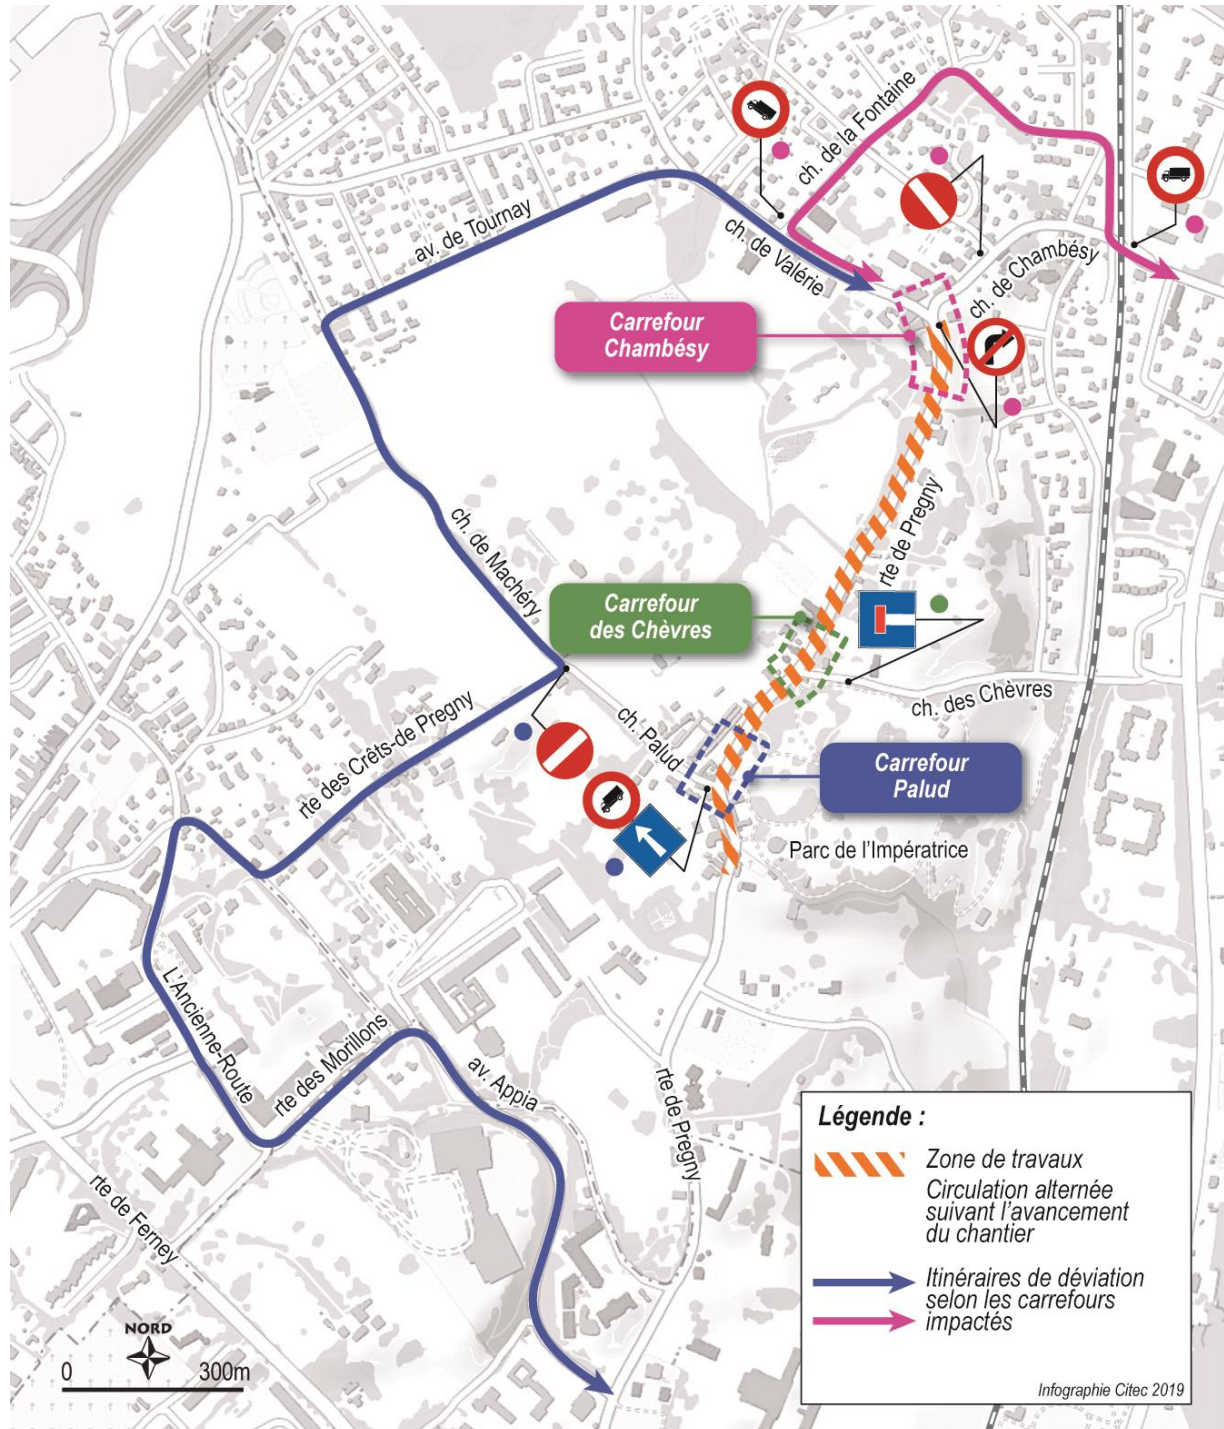 ch. de la Fontaine
av. de Tournay
ch. de Valérie
ch. de Chambésy
Carrefour
Chambésy
rte de Pregny
ch. de Machéry
Carrefour
des Chèvres
ch. des Chèvres
ch. Palud
rte des Crêts-de Pregny
Carrefour
Palud
Parc de l'Impératrice
L'Ancienne-Route
rte des Morillons
av. Appia
rte de Pregny
rte de Ferney
Légende :
Zone de travaux
Circulation alternée
suivant l'avancement
du chantier
Itinéraires de déviation
selon les carrefours
impactés
Infographie Citec 2019
NORD
0 300m